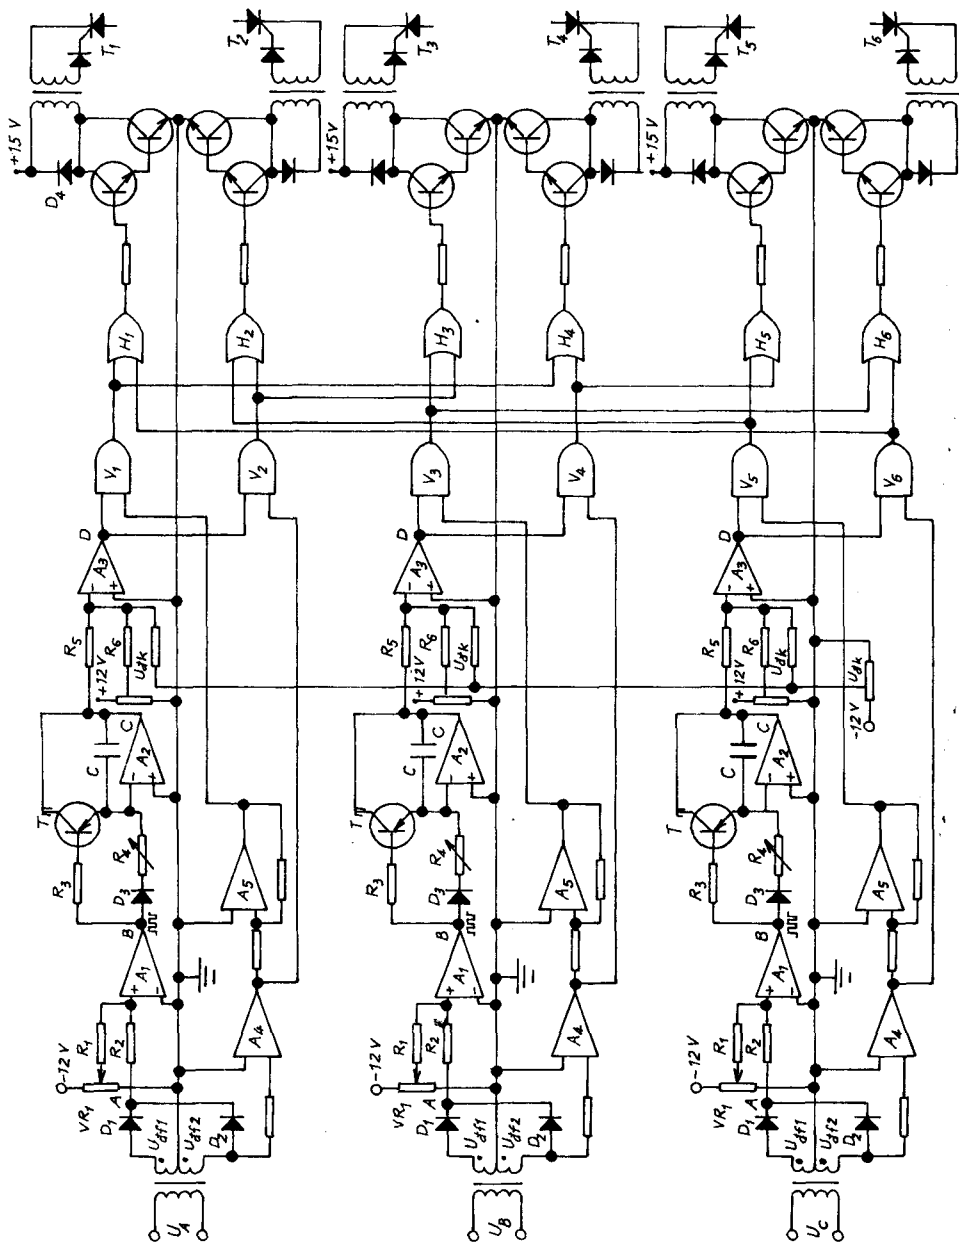 T1
T2
T3
T4
T5
T6
+15 V
+15 V
+15 V
D4
H1
H2
H3
H4
H5
H6
V1
V2
V3
V4
V5
V6
D
A3
- +
R5
R6
+12V
Udk
C
C
A2
- +
T
R3
R4
D3
B
A5
A1
+ -
R1
R2
-12 V
VR1
A
D1
Udf1
Udf2
D2
A4
UA
D
A3
- +
R5
R6
+12V
Udk
C
C
A2
- +
T
R3
R4
D3
B
A5
A1
+ -
R1
R2
-12 V
VR1
A
D1
Udf1
Udf2
D2
A4
UB
D
A3
- +
R5
R6
+12V
Udk
Udk
-12 V
C
C
A2
- +
T
R3
R4
D3
B
A5
A1
+ -
R1
R2
-12 V
VR1
A
D1
Udf1
Udf2
D2
A4
UC